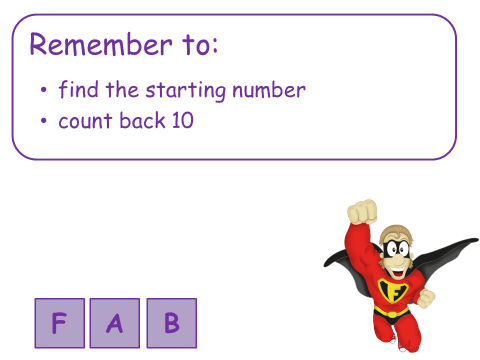 Remember to:
• find the starting number
• count back 10
F
F A B